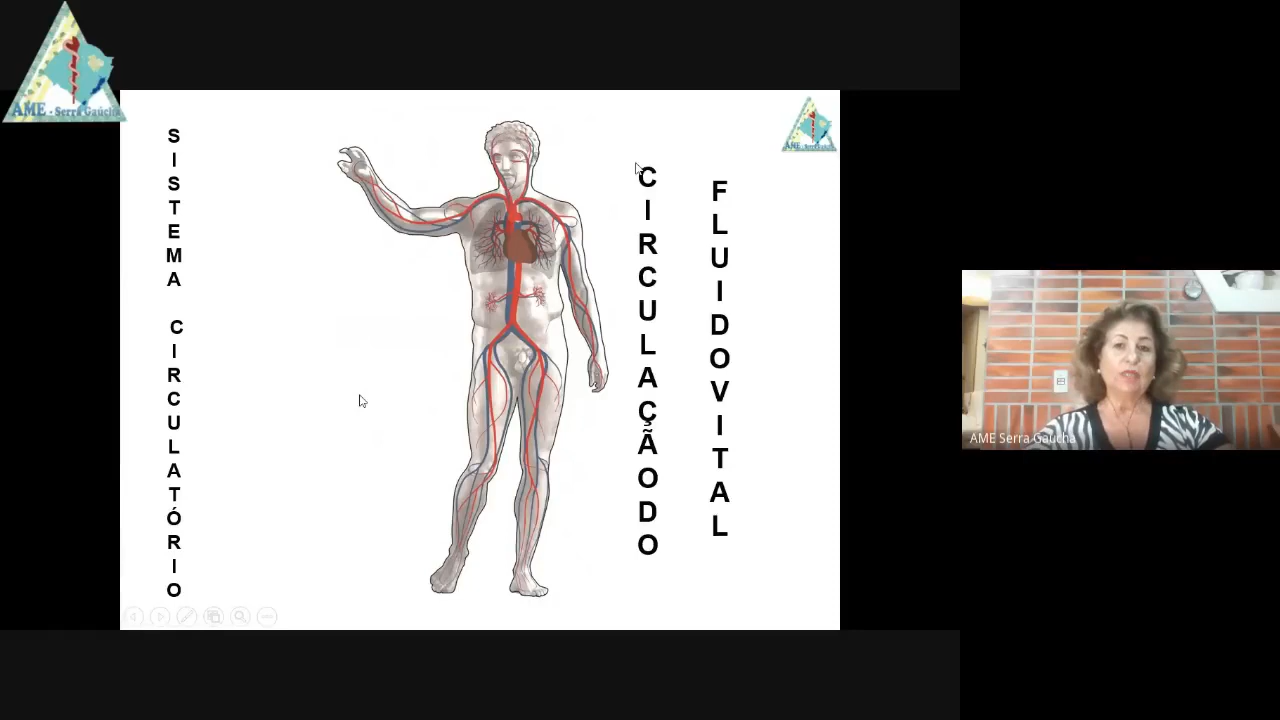 AME - Serra Gaúcha
SISTEMA CIRCULATÓRIO
CIRCULAÇÃO DO
FLUIDO VITAL
AME Serra Gaúcha